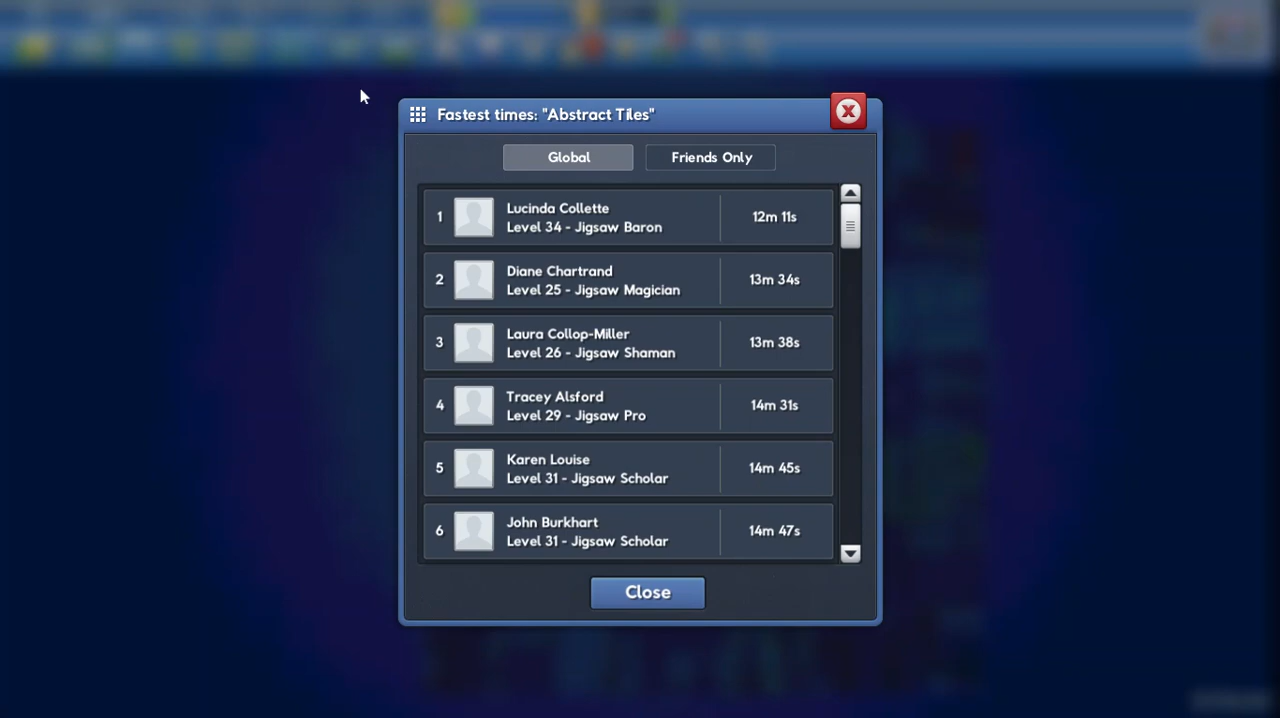 Fastest times: "Abstract Tiles"
Global
Friends Only
1
Lucinda Collette
Level 34 - Jigsaw Baron
12m 11s
2
Diane Chartrand
Level 25 - Jigsaw Magician
13m 34s
3
Laura Collop-Miller
Level 26 - Jigsaw Shaman
13m 38s
4
Tracey Alsford
Level 29 - Jigsaw Pro
14m 31s
5
Karen Louise
Level 31 - Jigsaw Scholar
14m 45s
6
John Burkhart
Level 31 - Jigsaw Scholar
14m 47s
Close